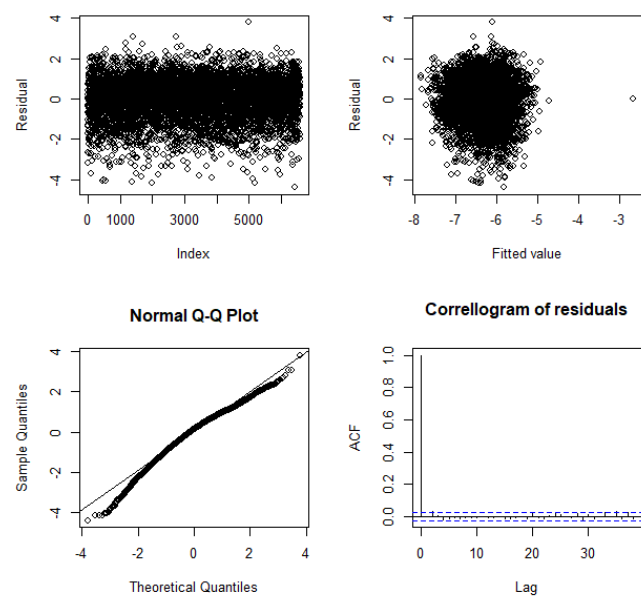 Residual
4
2
0
-2
-4
0 1000 3000 5000
Index
Residual
4
2
0
-2
-4
-8 -7 -6 -5 -4 -3
Fitted value
Normal Q-Q Plot
Sample Quantiles
4
2
0
-2
-4
-4 -2 0 2 4
Theoretical Quantiles
Correllogram of residuals
ACF
1.0
0.8
0.6
0.4
0.2
0.0
0 10 20 30
Lag